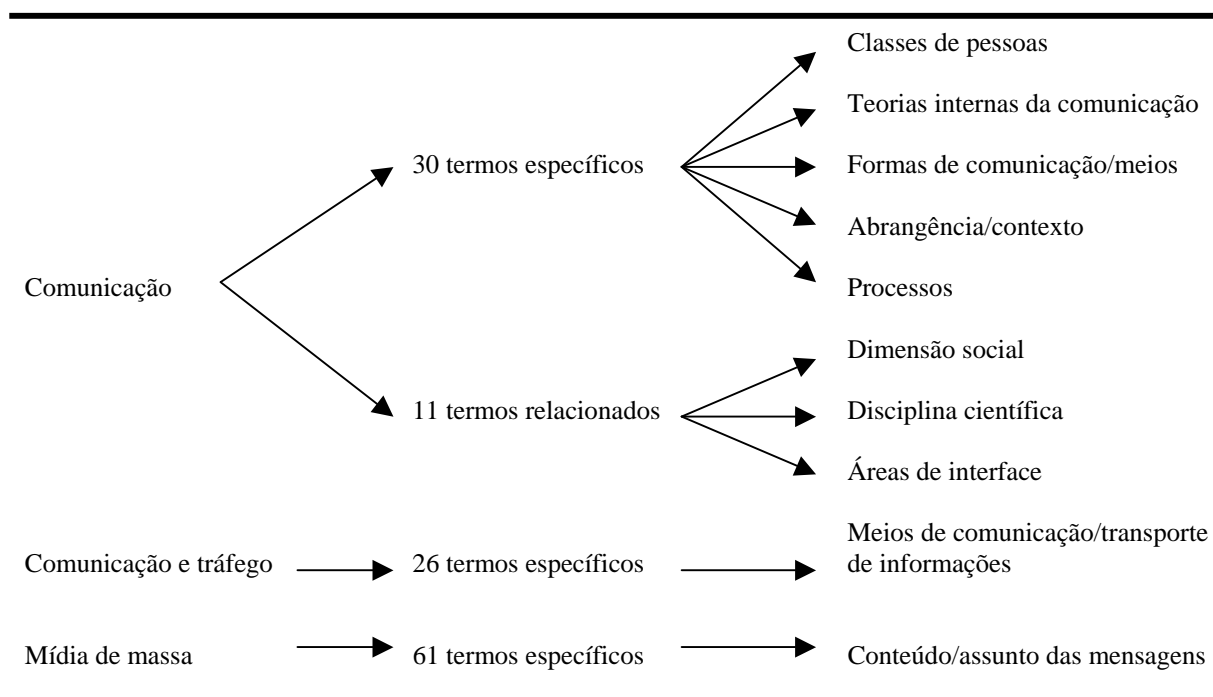 Classes de pessoas
Teorias internas da comunicação
30 termos específicos
Formas de comunicação/meios
Abrangência/contexto
Comunicação
Processos
Dimensão social
11 termos relacionados
Disciplina científica
Áreas de interface
Comunicação e tráfego
26 termos específicos
Meios de comunicação/transporte
de informações
Mídia de massa
61 termos específicos
Conteúdo/assunto das mensagens